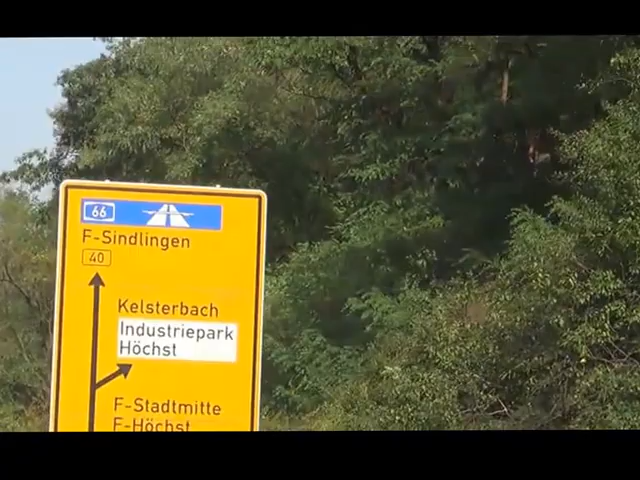 66
F-Sindlingen
40
Kelsterbach
Industriepark
Höchst
F-Stadtmitte
F-Höchst